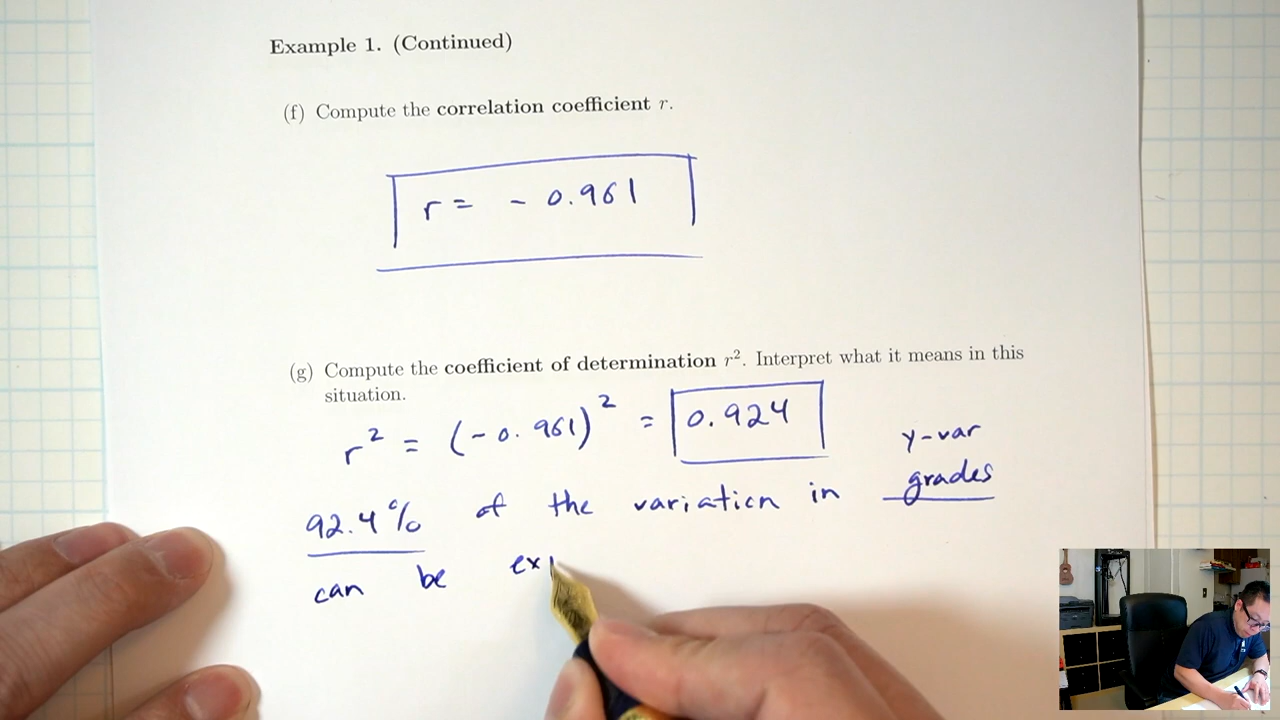 Example 1. (Continued)
(f) Compute the correlation coefficient r.
r = - 0.961
(g) Compute the coefficient of determination r². Interpret what it means in this
situation.
r² = (-0.961)² = 0.924
y-var
92.4% of the variation in grades
can be exp